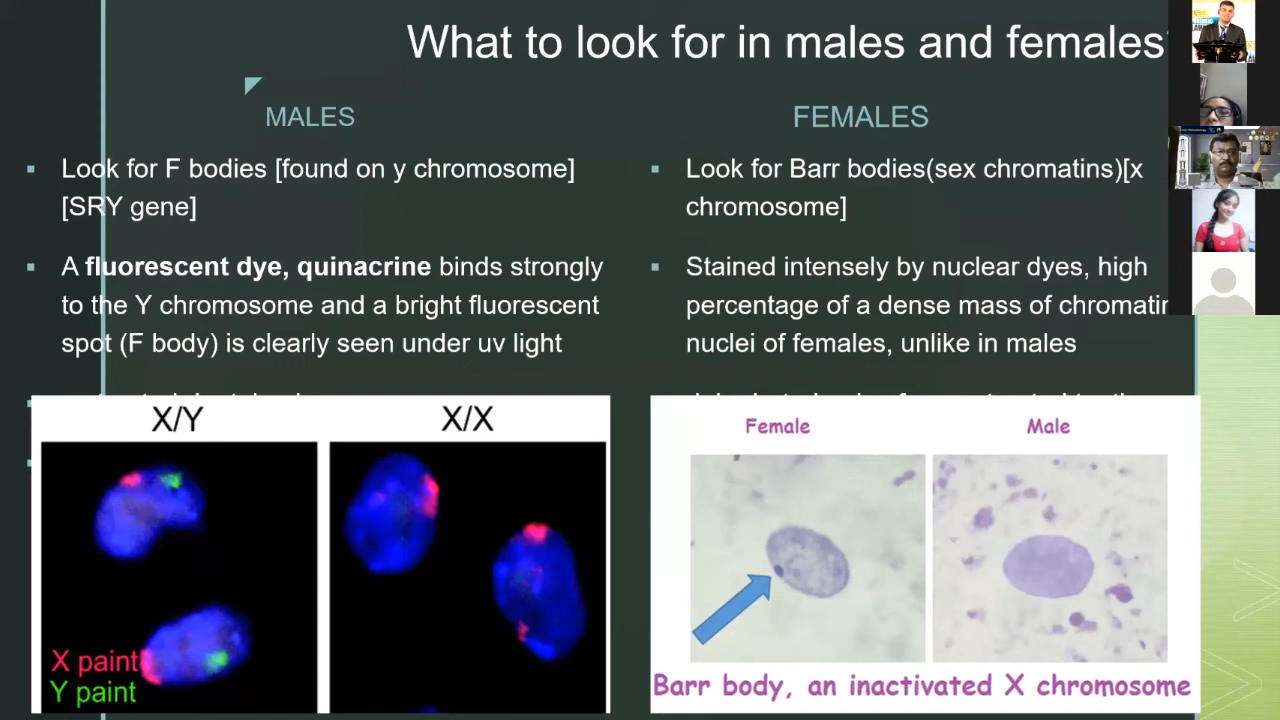 What to look for in males and females
MALES
Look for F bodies [found on y chromosome]
[SRY gene]
A fluorescent dye, quinacrine binds strongly
to the Y chromosome and a bright fluorescent
spot (F body) is clearly seen under uv light
FEMALES
Look for Barr bodies(sex chromatins)[x
chromosome]
Stained intensely by nuclear dyes, high
percentage of a dense mass of chromatin
nuclei of females, unlike in males
X/Y
X/X
X paint
Y paint
Female
Male
Barr body, an inactivated X chromosome